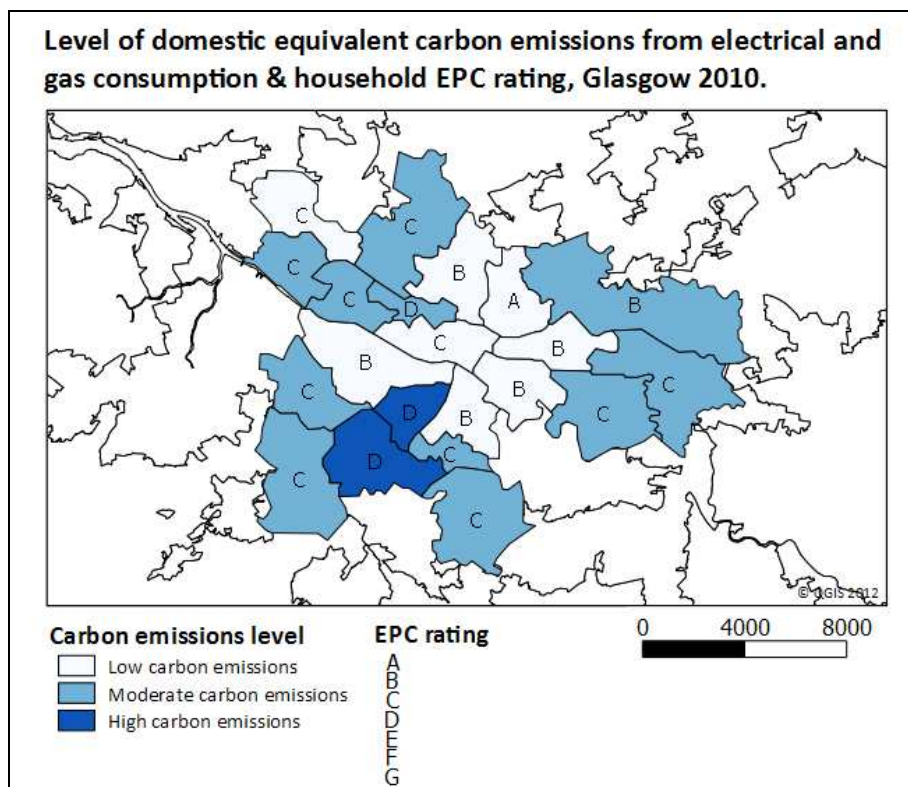 Level of domestic equivalent carbon emissions from electrical and
gas consumption & household EPC rating, Glasgow 2010.
C
C
C
B
C
A
B
C
D
C
B
B
C
B
C
D
B
C
C
D
C
C
© QGIS 2012
Carbon emissions level
Low carbon emissions
Moderate carbon emissions
High carbon emissions
EPC rating
A
B
C
D
E
F
G
0 4000 8000